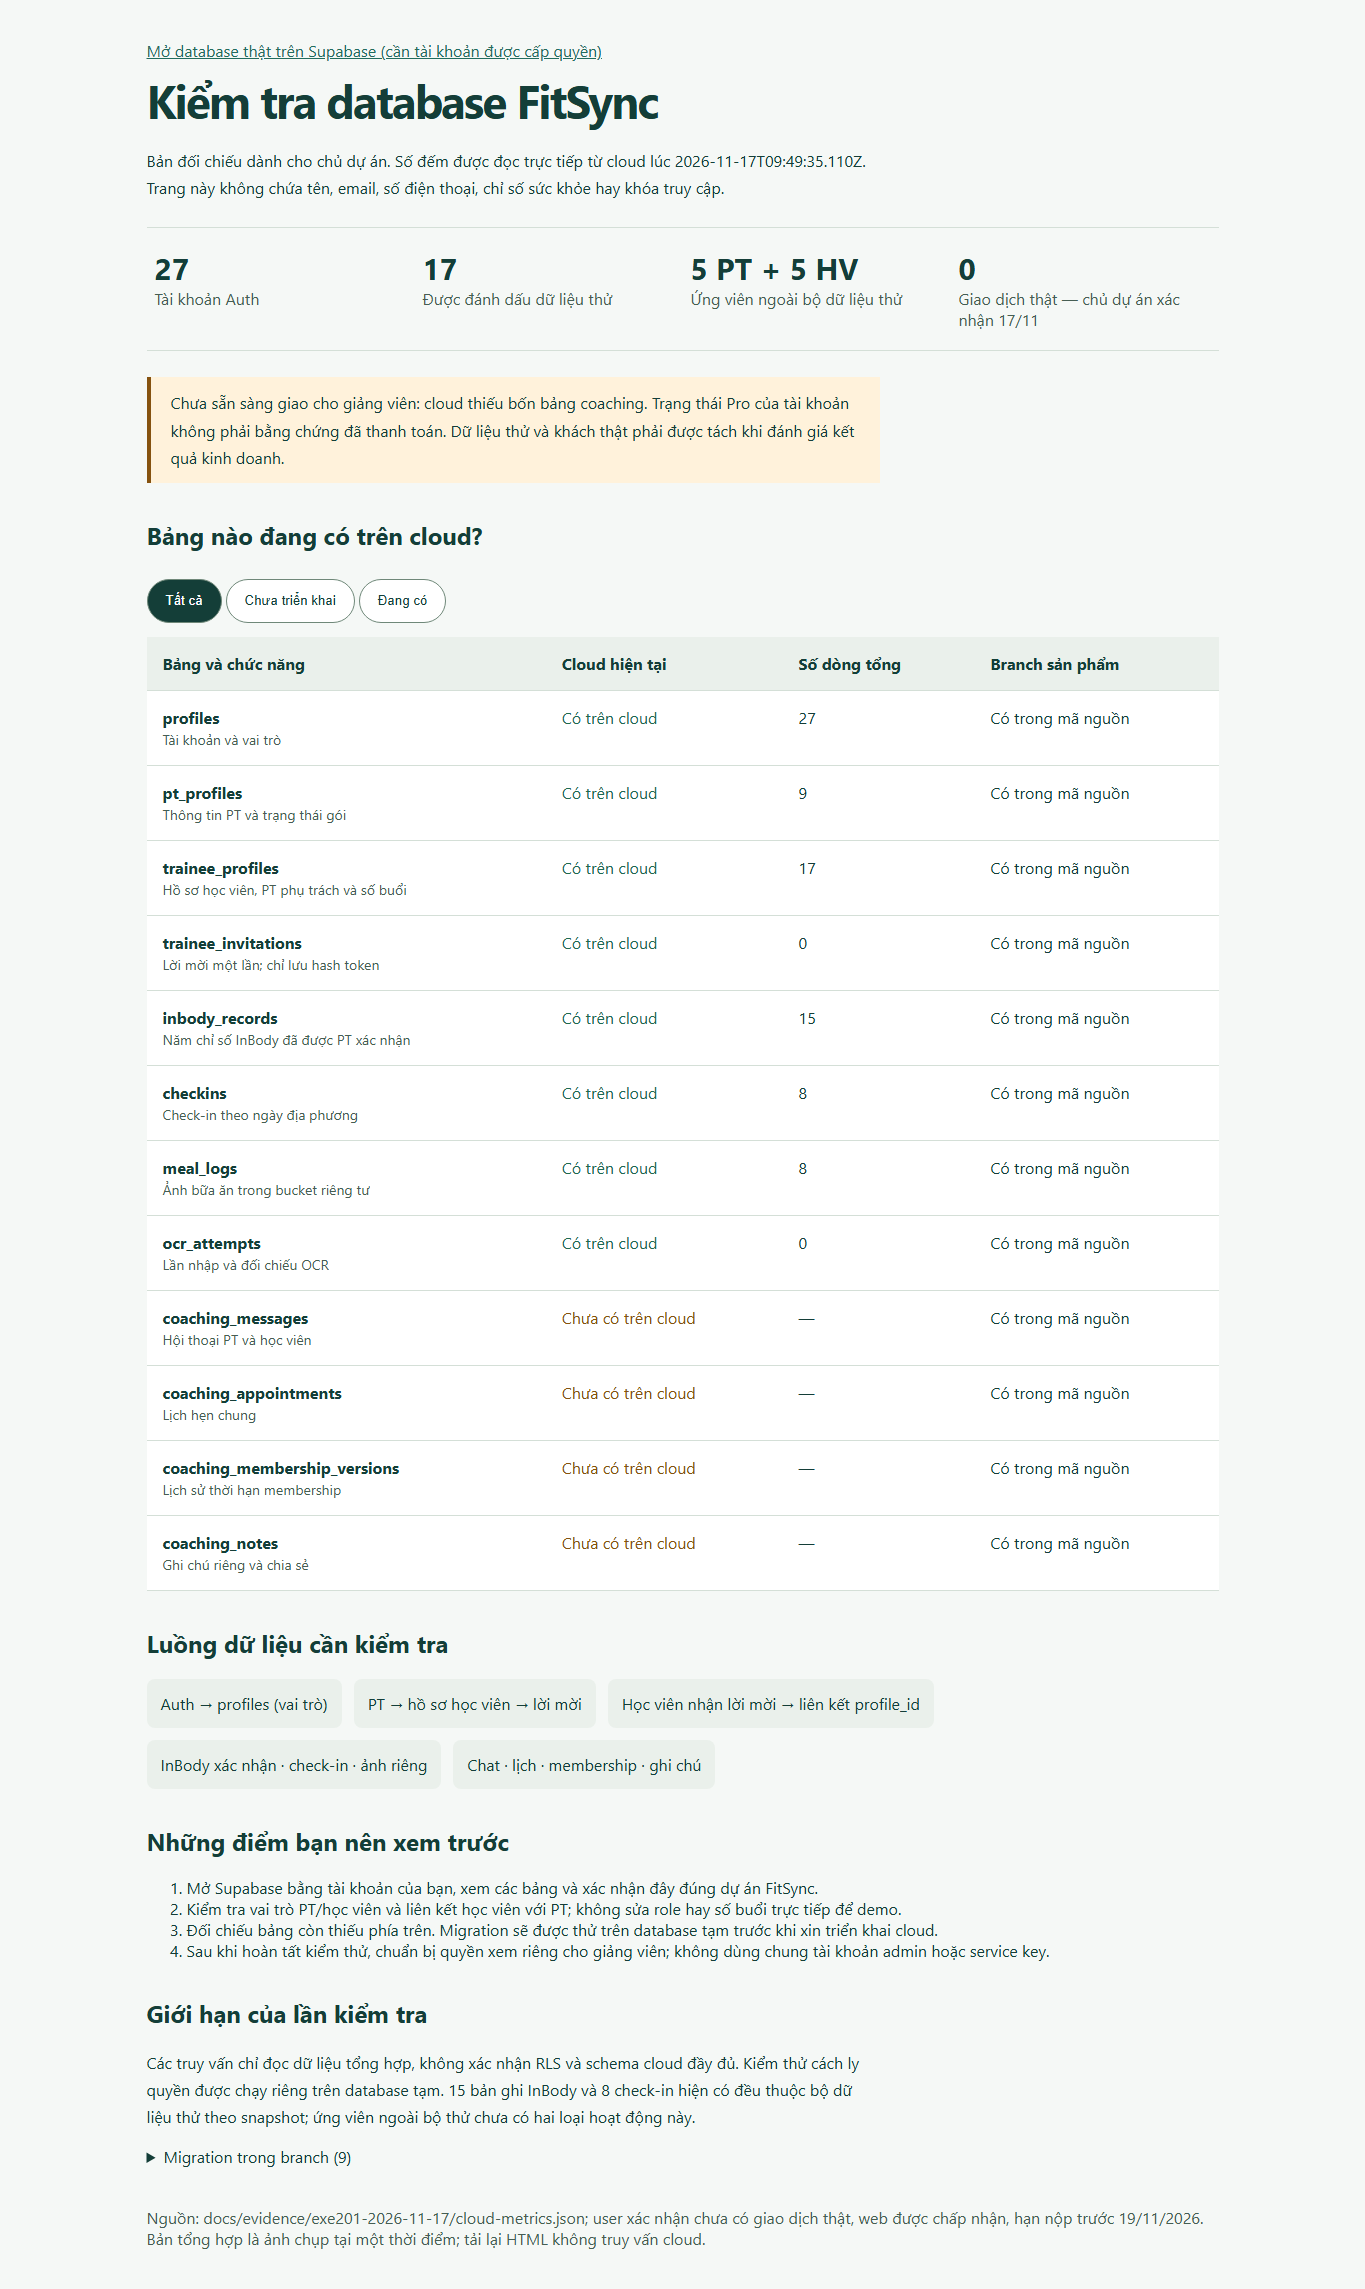 Mở database thật trên Supabase (cần tài khoản được cấp quyền)
Kiểm tra database FitSync
Bản đối chiếu dành cho chủ dự án. Số đếm được đọc trực tiếp từ cloud lúc 2026-11-17T09:49:35.110Z.
Trang này không chứa tên, email, số điện thoại, chỉ số sức khỏe hay khóa truy cập.
27
Tài khoản Auth
17
Được đánh dấu dữ liệu thử
5 PT + 5 HV
Ứng viên ngoài bộ dữ liệu thử
0
Giao dịch thật — chủ dự án xác
nhận 17/11
Chưa sẵn sàng giao cho giảng viên: cloud thiếu bốn bảng coaching. Trạng thái Pro của tài khoản
không phải bằng chứng đã thanh toán. Dữ liệu thử và khách thật phải được tách khi đánh giá kết
quả kinh doanh.
Bảng nào đang có trên cloud?
Tất cả Chưa triển khai Đang có
Bảng và chức năng Cloud hiện tại Số dòng tổng Branch sản phẩm
profiles Có trên cloud 27 Có trong mã nguồn
Tài khoản và vai trò
pt_profiles Có trên cloud 9 Có trong mã nguồn
Thông tin PT và trạng thái gói
trainee_profiles Có trên cloud 17 Có trong mã nguồn
Hồ sơ học viên, PT phụ trách và số buổi
trainee_invitations Có trên cloud 0 Có trong mã nguồn
Lời mời một lần; chỉ lưu hash token
inbody_records Có trên cloud 15 Có trong mã nguồn
Năm chỉ số InBody đã được PT xác nhận
checkins Có trên cloud 8 Có trong mã nguồn
Check-in theo ngày địa phương
meal_logs Có trên cloud 8 Có trong mã nguồn
Ảnh bữa ăn trong bucket riêng tư
ocr_attempts Có trên cloud 0 Có trong mã nguồn
Lần nhập và đối chiếu OCR
coaching_messages Chưa có trên cloud — Có trong mã nguồn
Hội thoại PT và học viên
coaching_appointments Chưa có trên cloud — Có trong mã nguồn
Lịch hẹn chung
coaching_membership_versions Chưa có trên cloud — Có trong mã nguồn
Lịch sử thời hạn membership
coaching_notes Chưa có trên cloud — Có trong mã nguồn
Ghi chú riêng và chia sẻ
Luồng dữ liệu cần kiểm tra
Auth → profiles (vai trò) PT → hồ sơ học viên → lời mời Học viên nhận lời mời → liên kết profile_id
InBody xác nhận · check-in · ảnh riêng Chat · lịch · membership · ghi chú
Những điểm bạn nên xem trước
1. Mở Supabase bằng tài khoản của bạn, xem các bảng và xác nhận đây đúng dự án FitSync.
2. Kiểm tra vai trò PT/học viên và liên kết học viên với PT; không sửa role hay số buổi trực tiếp để demo.
3. Đối chiếu bảng còn thiếu phía trên. Migration sẽ được thử trên database tạm trước khi xin triển khai cloud.
4. Sau khi hoàn tất kiểm thử, chuẩn bị quyền xem riêng cho giảng viên; không dùng chung tài khoản admin hoặc service key.
Giới hạn của lần kiểm tra
Các truy vấn chỉ đọc dữ liệu tổng hợp, không xác nhận RLS và schema cloud đầy đủ. Kiểm thử cách ly
quyền được chạy riêng trên database tạm. 15 bản ghi InBody và 8 check-in hiện có đều thuộc bộ dữ
liệu thử theo snapshot; ứng viên ngoài bộ thử chưa có hai loại hoạt động này.
▶ Migration trong branch (9)
Nguồn: docs/evidence/exe201-2026-11-17/cloud-metrics.json; user xác nhận chưa có giao dịch thật, web được chấp nhận, hạn nộp trước 19/11/2026.
Bản tổng hợp là ảnh chụp tại một thời điểm; tải lại HTML không truy vấn cloud.